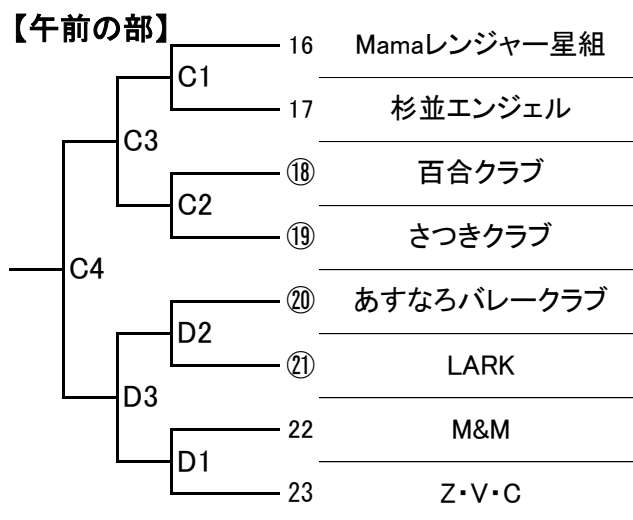 【午前の部】
16 Mamaレンジャー星組
C1
17 杉並エンジェル
C3
⑱ 百合クラブ
C2
⑲ さつきクラブ
C4
⑳ あすなろバレークラブ
D2
㉑ LARK
D3
22 M&M
D1
23 Z・V・C